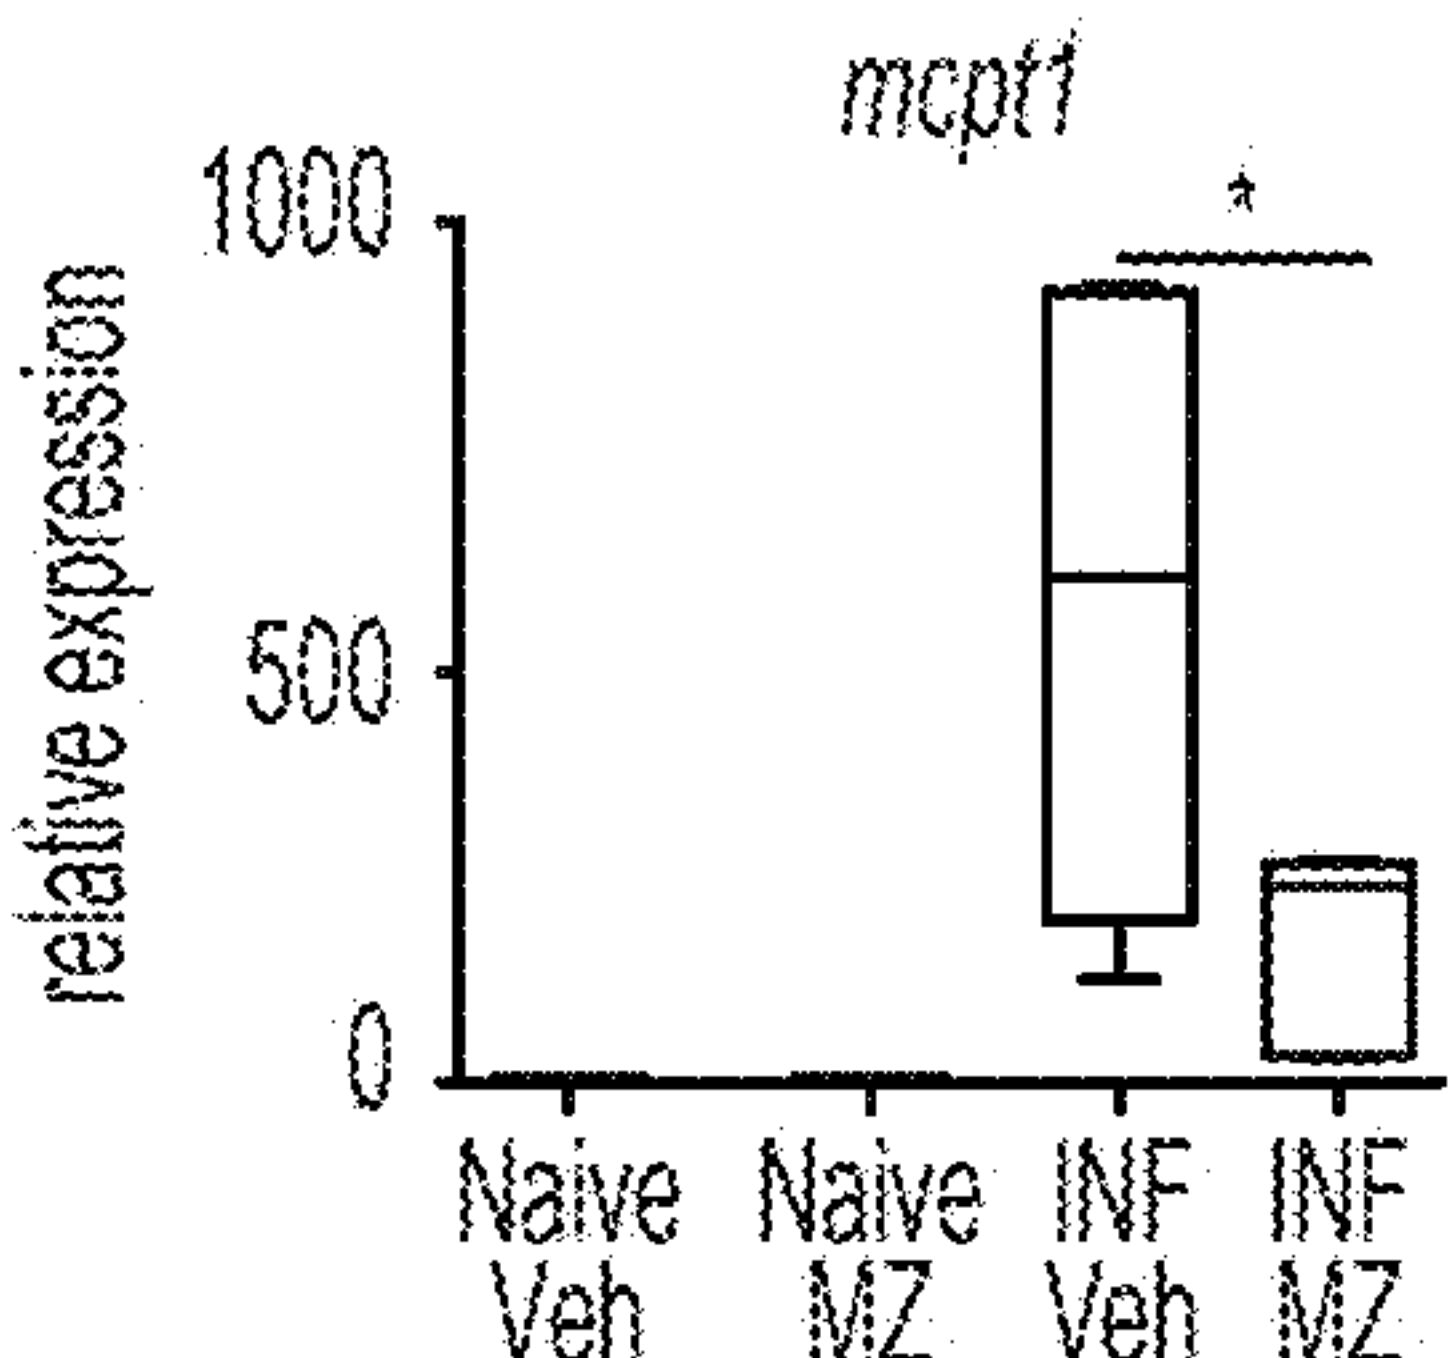 mcpt1
*
1000
500
0
relative expression
Naive Veh
Naive MZ
INF Veh
INF MZ